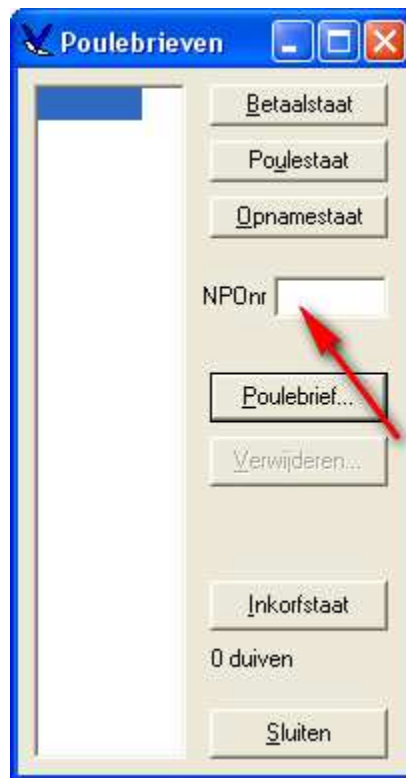 Poulebrieven
Betaalstaat
Poulestaat
Opnamestaat
NPOnr
Poulebrief...
Verwijderen...
Inkorfstaat
0 duiven
Sluiten